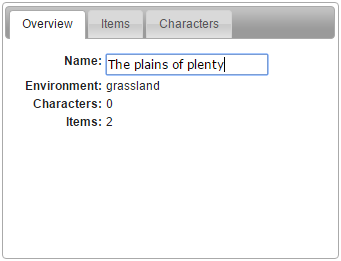 Overview Items Characters
Name: The plains of plenty
Environment: grassland
Characters: 0
Items: 2